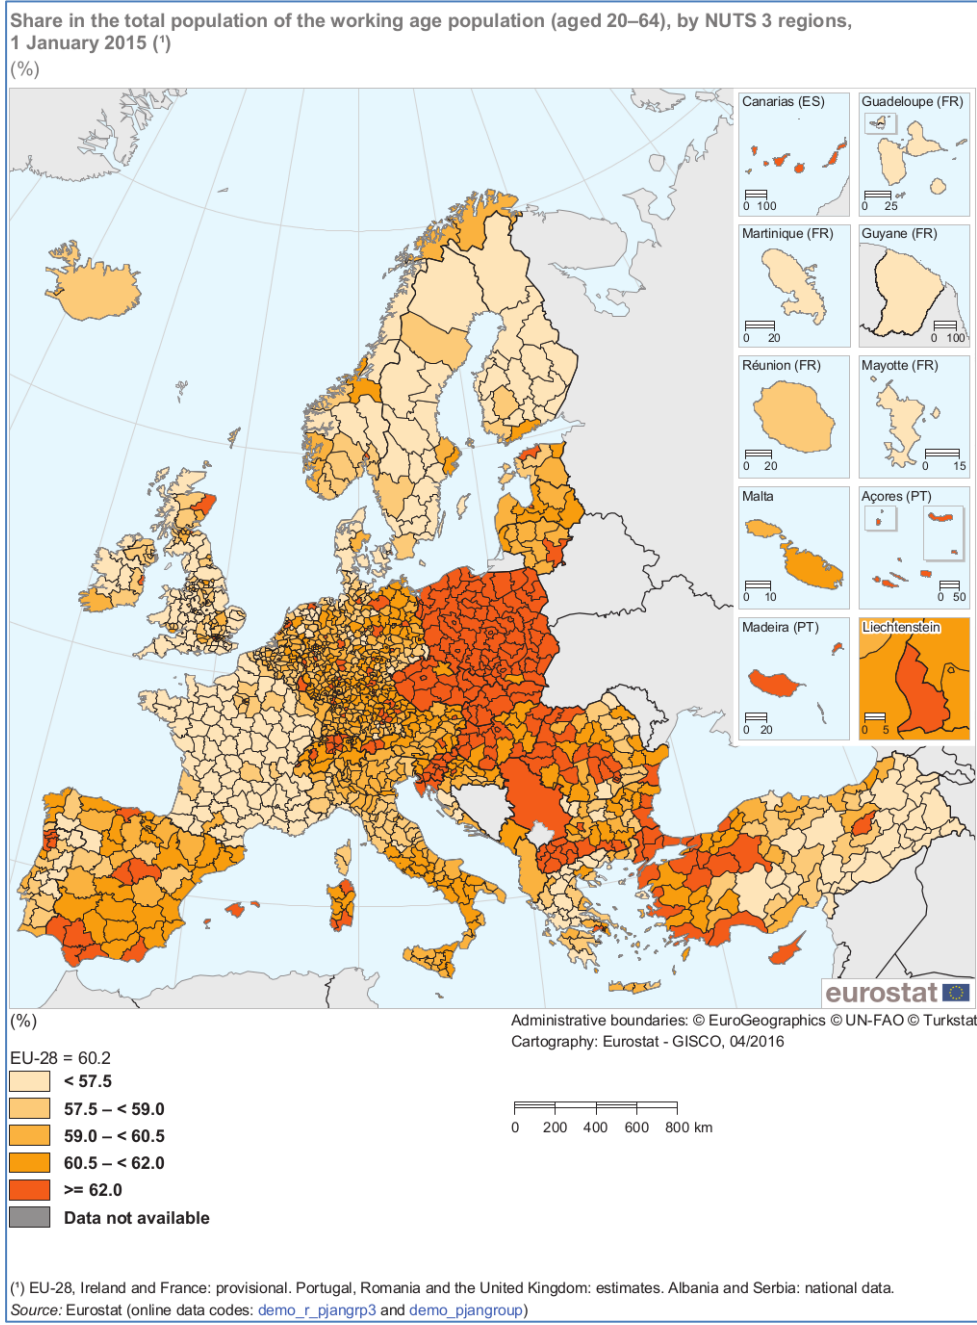 Share in the total population of the working age population (aged 20–64), by NUTS 3 regions,
1 January 2015 (¹)
(%)
Canarias (ES)
0 100
Guadeloupe (FR)
0 25
Martinique (FR)
0 20
Guyane (FR)
0 100
Réunion (FR)
0 20
Mayotte (FR)
0 15
Malta
0 10
Açores (PT)
0 50
Madeira (PT)
0 20
Liechtenstein
0 5
eurostat
(%)
Administrative boundaries: © EuroGeographics © UN-FAO © Turkstat
Cartography: Eurostat - GISCO, 04/2016
EU-28 = 60.2
< 57.5
57.5 – < 59.0
59.0 – < 60.5
60.5 – < 62.0
>= 62.0
Data not available
0 200 400 600 800 km
(¹) EU-28, Ireland and France: provisional. Portugal, Romania and the United Kingdom: estimates. Albania and Serbia: national data.
Source: Eurostat (online data codes: demo_r_pjangrp3 and demo_pjangroup)